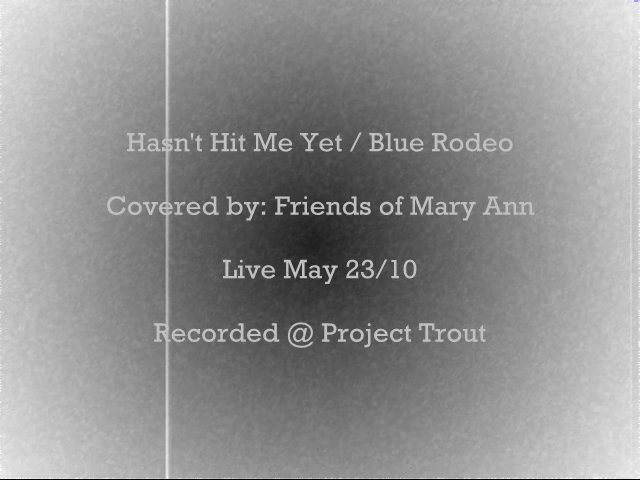 Hasn't Hit Me Yet / Blue Rodeo
Covered by: Friends of Mary Ann
Live May 23/10
Recorded @ Project Trout